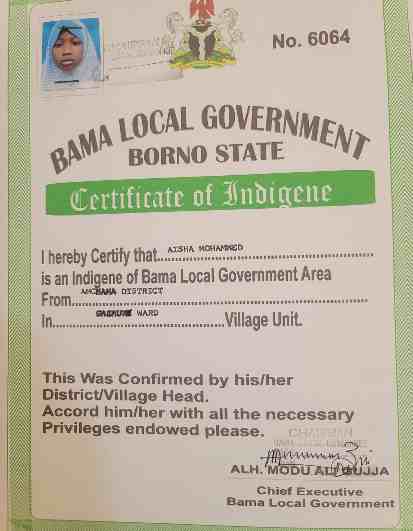 No. 6064
BAMA LOCAL GOVERNMENT
BORNO STATE
Certificate of Indigene
I hereby Certify that AISHA MOHAMMED
is an Indigene of Bama Local Government Area
From BAMA DISTRICT
In WARD Village Unit.
This Was Confirmed by his/her
District/Village Head.
Accord him/her with all the necessary
Privileges endowed please.
CHAIRMAN
ALH. MODU ALI GUJJA
Chief Executive
Bama Local Government